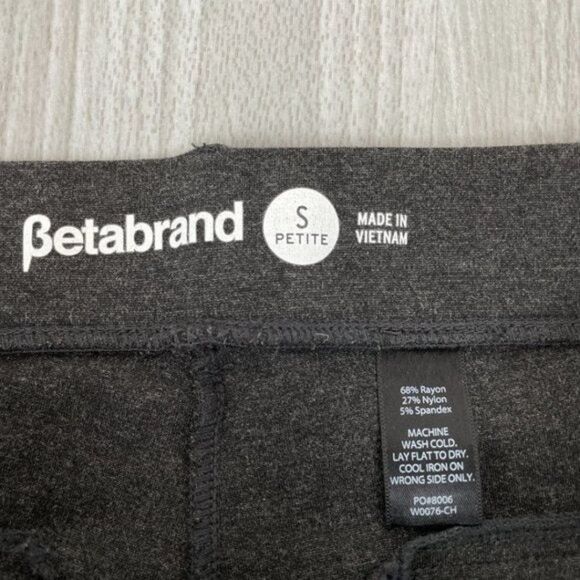 Betabrand
S
PETITE
MADE IN
VIETNAM
68% Rayon
27% Nylon
5% Spandex
MACHINE
WASH COLD.
LAY FLAT TO DRY.
COOL IRON ON
WRONG SIDE ONLY.
PO#8006
W0076-CH